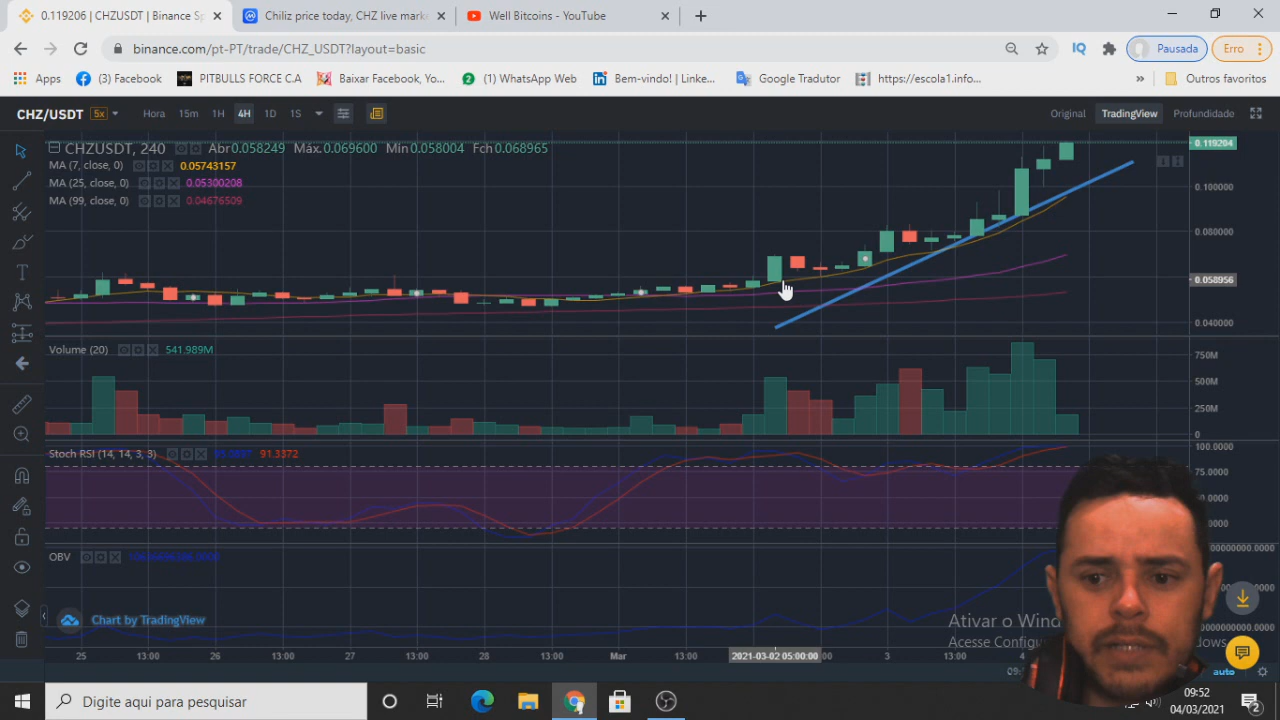 0.119206 | CHZUSDT | Binance Sp
Chiliz price today, CHZ live marke
Well Bitcoins - YouTube
binance.com/pt-PT/trade/CHZ_USDT?layout=basic
Pausada
Erro
Apps
(3) Facebook
PITBULLS FORCE C.A
Baixar Facebook, Yo...
(1) WhatsApp Web
Bem-vindo! | Linke...
Google Tradutor
https://escola1.info...
Outros favoritos
CHZ/USDT 5x Hora 15m 1H 4H 1D 1S Original TradingView Profundidade
CHZUSDT, 240 Abr0.058249 Máx.0.069600 Mín0.058004 Fch0.068965
MA (7, close, 0) 0.05743157
MA (25, close, 0) 0.05300208
MA (99, close, 0) 0.04676509
0.119204
0.100000
0.080000
0.058956
0.040000
Volume (20) 541.989M
750M
500M
250M
0
Stoch RSI (14, 14, 3, 3) 91.3372
100.0000
75.0000
OBV
Chart by TradingView
Ativar o Wind
Acesse Configu
25 13:00 26 13:00 27 13:00 28 13:00 Mar 13:00 2021-03-02 05:00:00 :00 3 13:00 4
auto
Digite aqui para pesquisar
09:52
04/03/2021
2